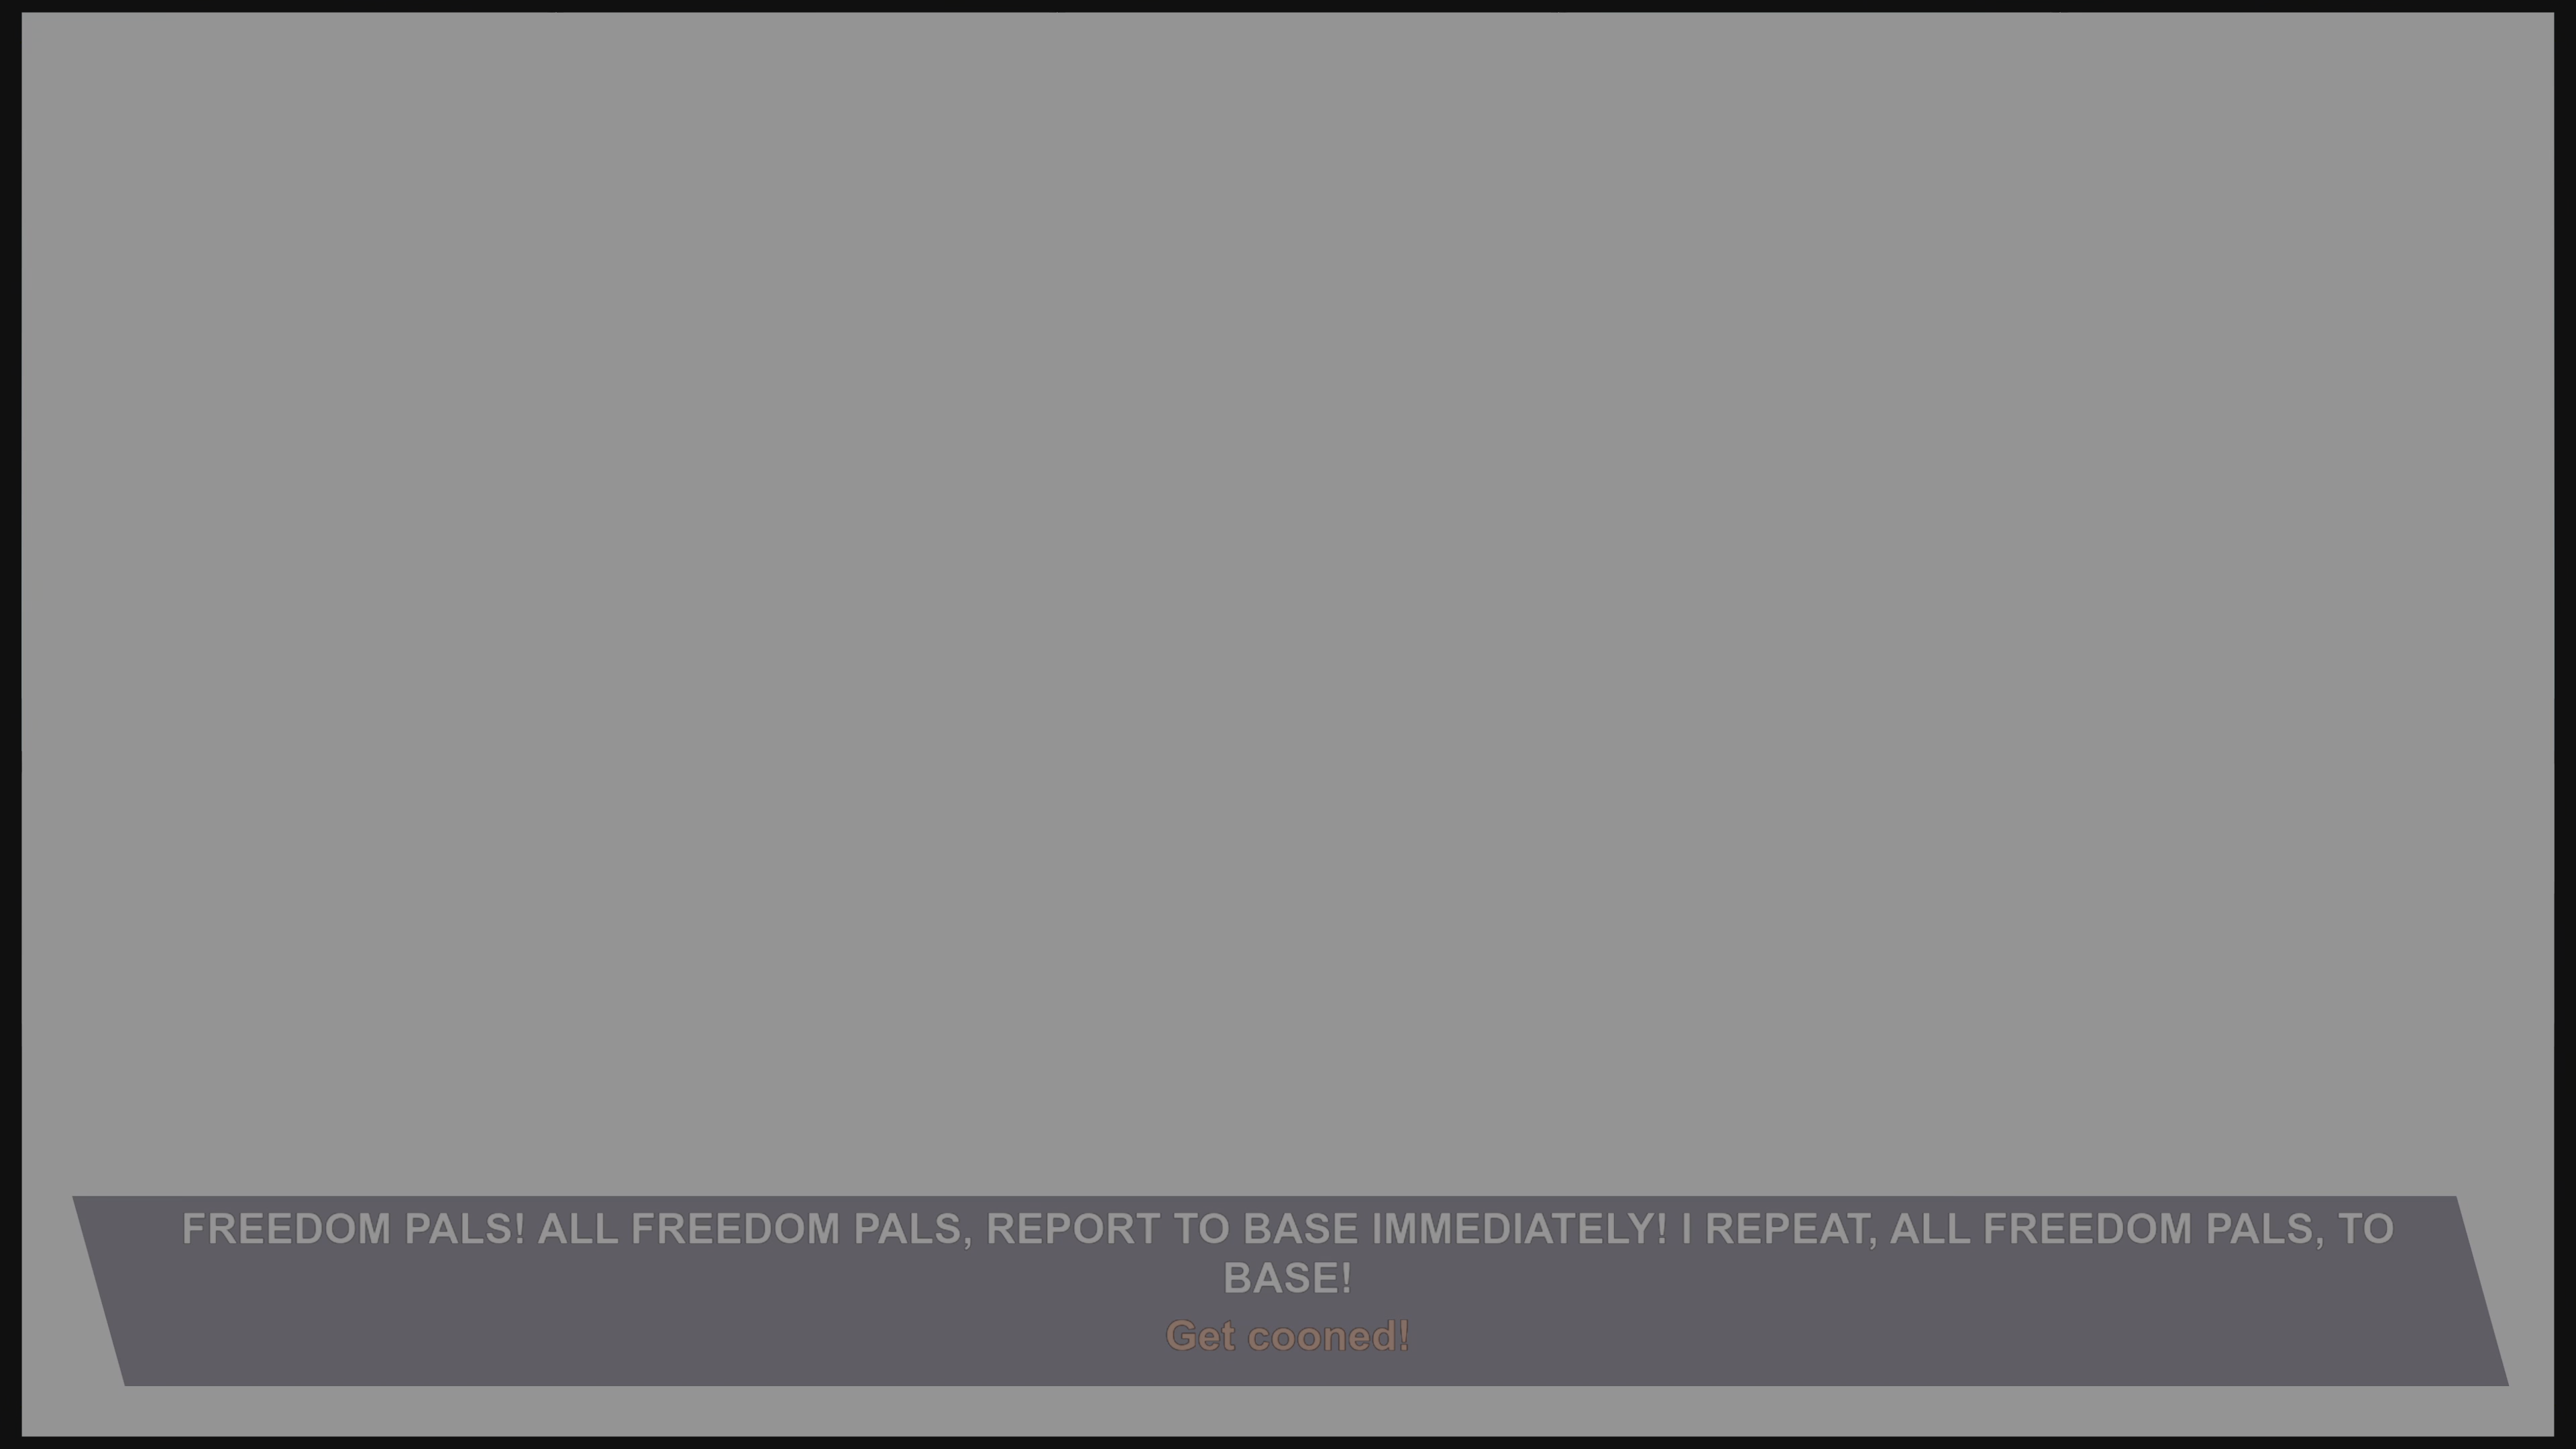 FREEDOM PALS! ALL FREEDOM PALS, REPORT TO BASE IMMEDIATELY! I REPEAT, ALL FREEDOM PALS, TO
BASE!
Get cooned!